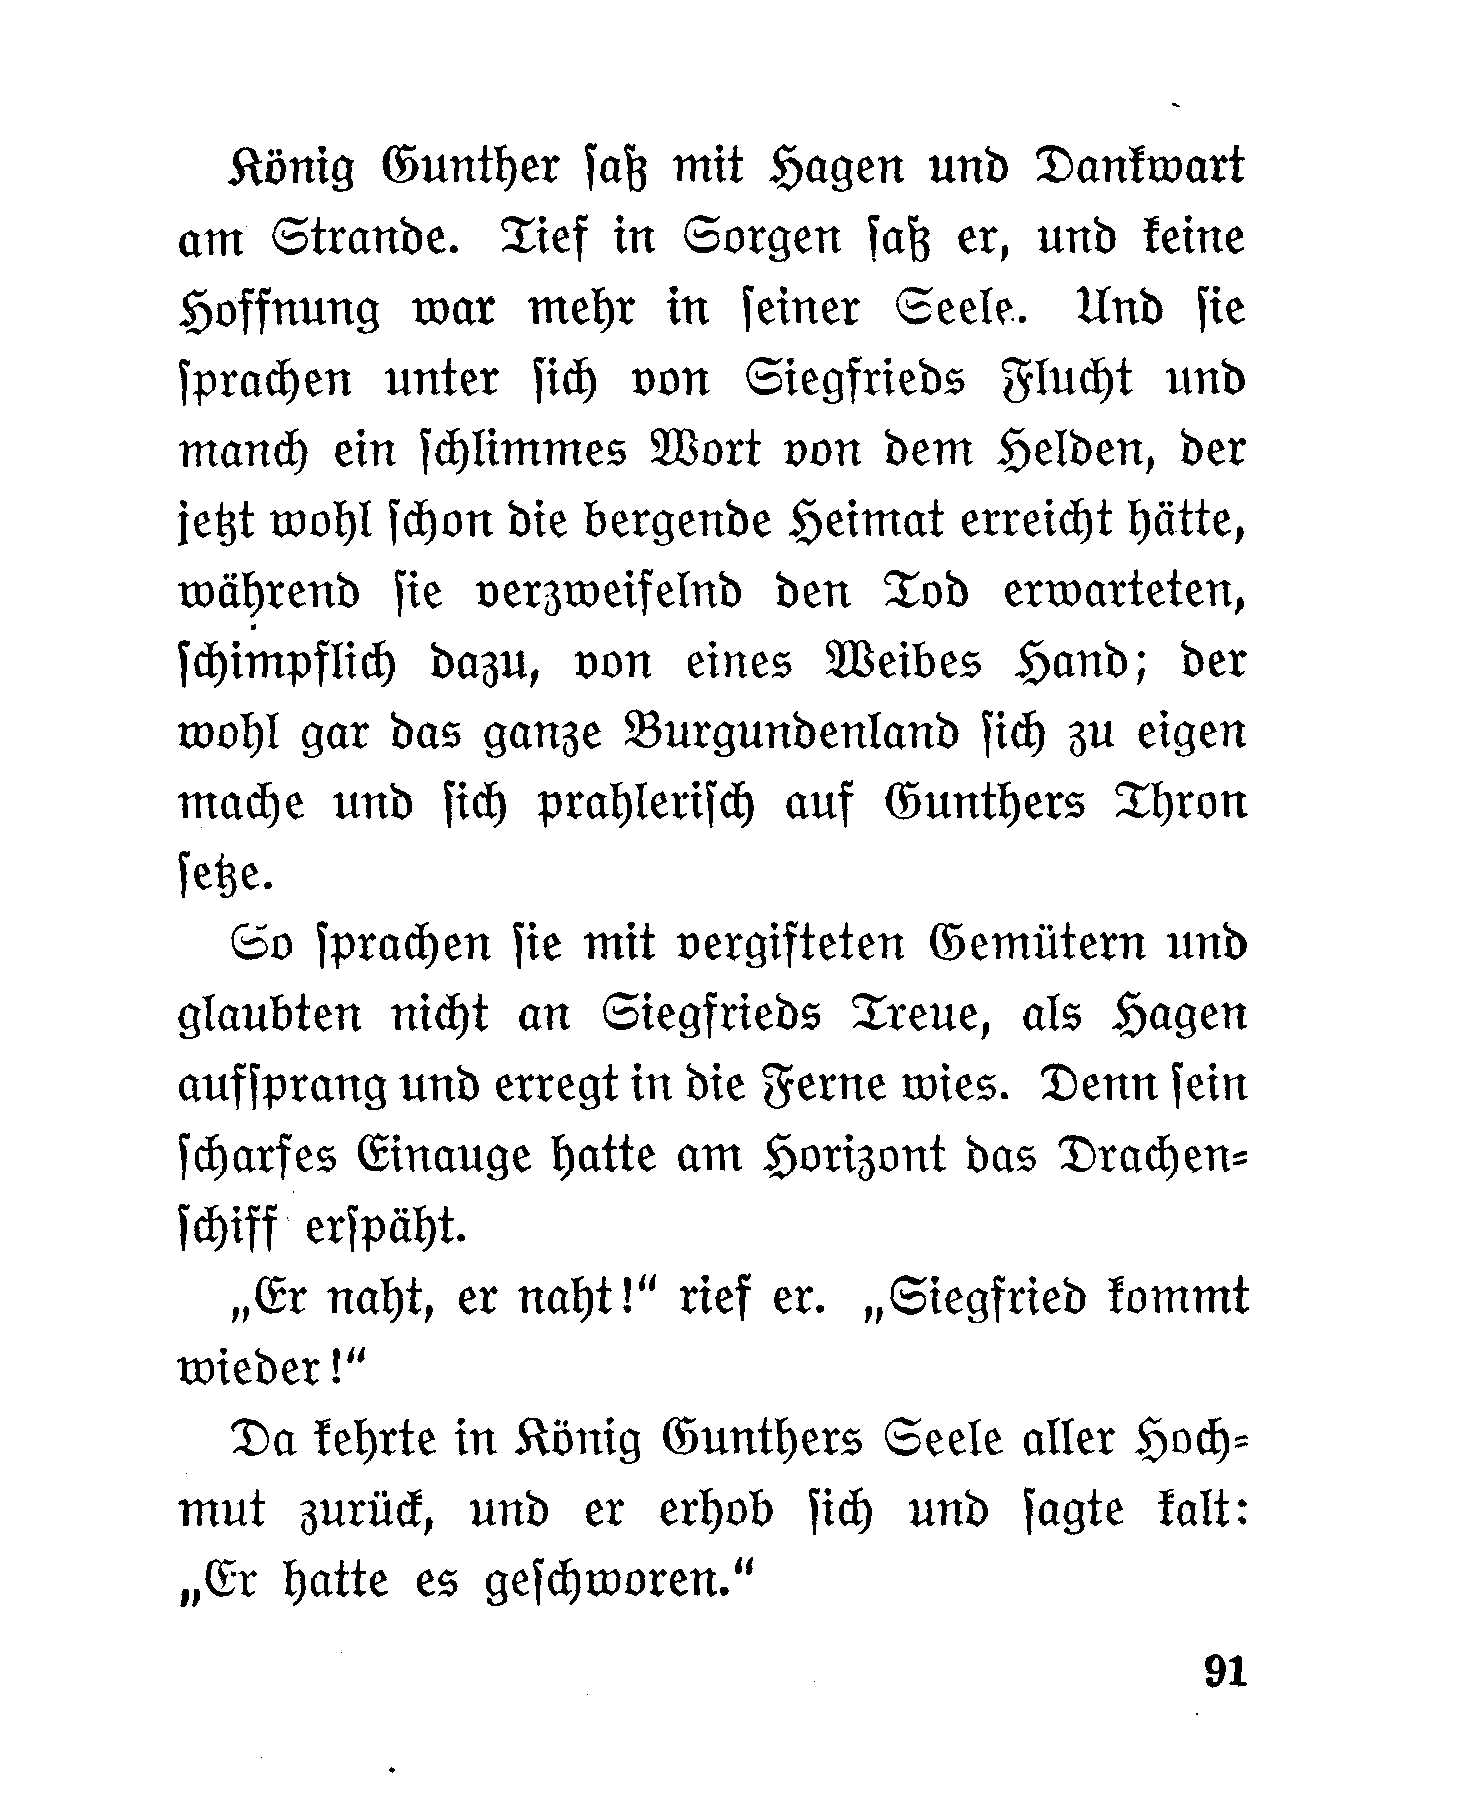 König Gunther saß mit Hagen und Dankwart
am Strande. Tief in Sorgen saß er, und keine
Hoffnung war mehr in seiner Seele. Und sie
sprachen unter sich von Siegfrieds Flucht und
manch ein schlimmes Wort von dem Helden, der
jetzt wohl schon die bergende Heimat erreicht hätte,
während sie verzweifelnd den Tod erwarteten,
schimpflich dazu, von eines Weibes Hand; der
wohl gar das ganze Burgundenland sich zu eigen
mache und sich prahlerisch auf Gunthers Thron
setze.
So sprachen sie mit vergifteten Gemütern und
glaubten nicht an Siegfrieds Treue, als Hagen
aufsprang und erregt in die Ferne wies. Denn sein
scharfes Einauge hatte am Horizont das Drachen=
schiff erspäht.
„Er naht, er naht!“ rief er. „Siegfried kommt
wieder!“
Da kehrte in König Gunthers Seele aller Hoch=
mut zurück, und er erhob sich und sagte kalt:
„Er hatte es geschworen.“
91